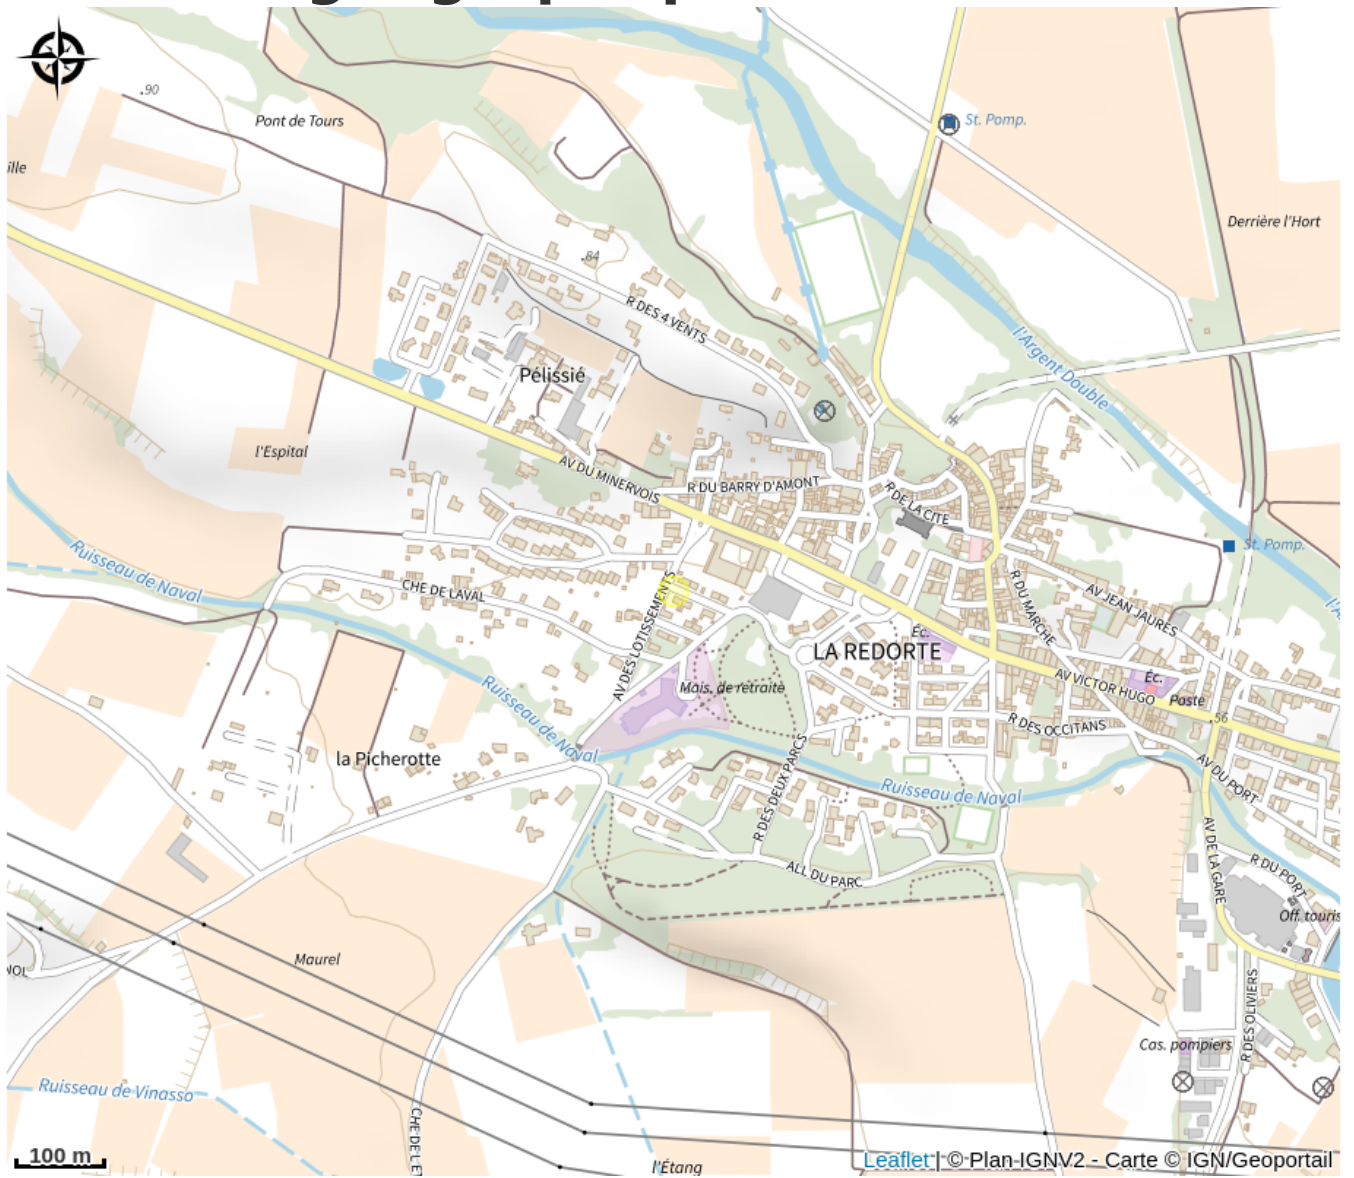 .90
Pont de Tours
St. Pomp.
ille
Derrière l'Hort
.84
R DES 4 VENTS
l'Argent Double
Pélissié
l'Espital
AV DU MINERVOIS
R DU BARRY D'AMONT
R DE LA CITE
Ruisseau de Naval
St. Pomp.
CHE DE LAVAL
AV DES LOTISSEMENTS
R DU MARCHE
AV JEAN JAURES
l'A
Éc.
LA REDORTE
Mais. de retraite
Éc.
AV VICTOR HUGO
Poste
.56
Ruisseau de Naval
R DES OCCITANS
la Picherotte
R DES DEUX PARCS
Ruisseau de Naval
AV DU PORT
AV DE LA GARE
R DU PORT
ALL DU PARC
Off. touris
Maurel
NOL
R DES OLIVIERS
Cas. pompiers
Ruisseau de Vinasso
CHE DE L'ET
100 m
l'Étang
Leaflet | © Plan-IGNV2 - Carte © IGN/Geoportail